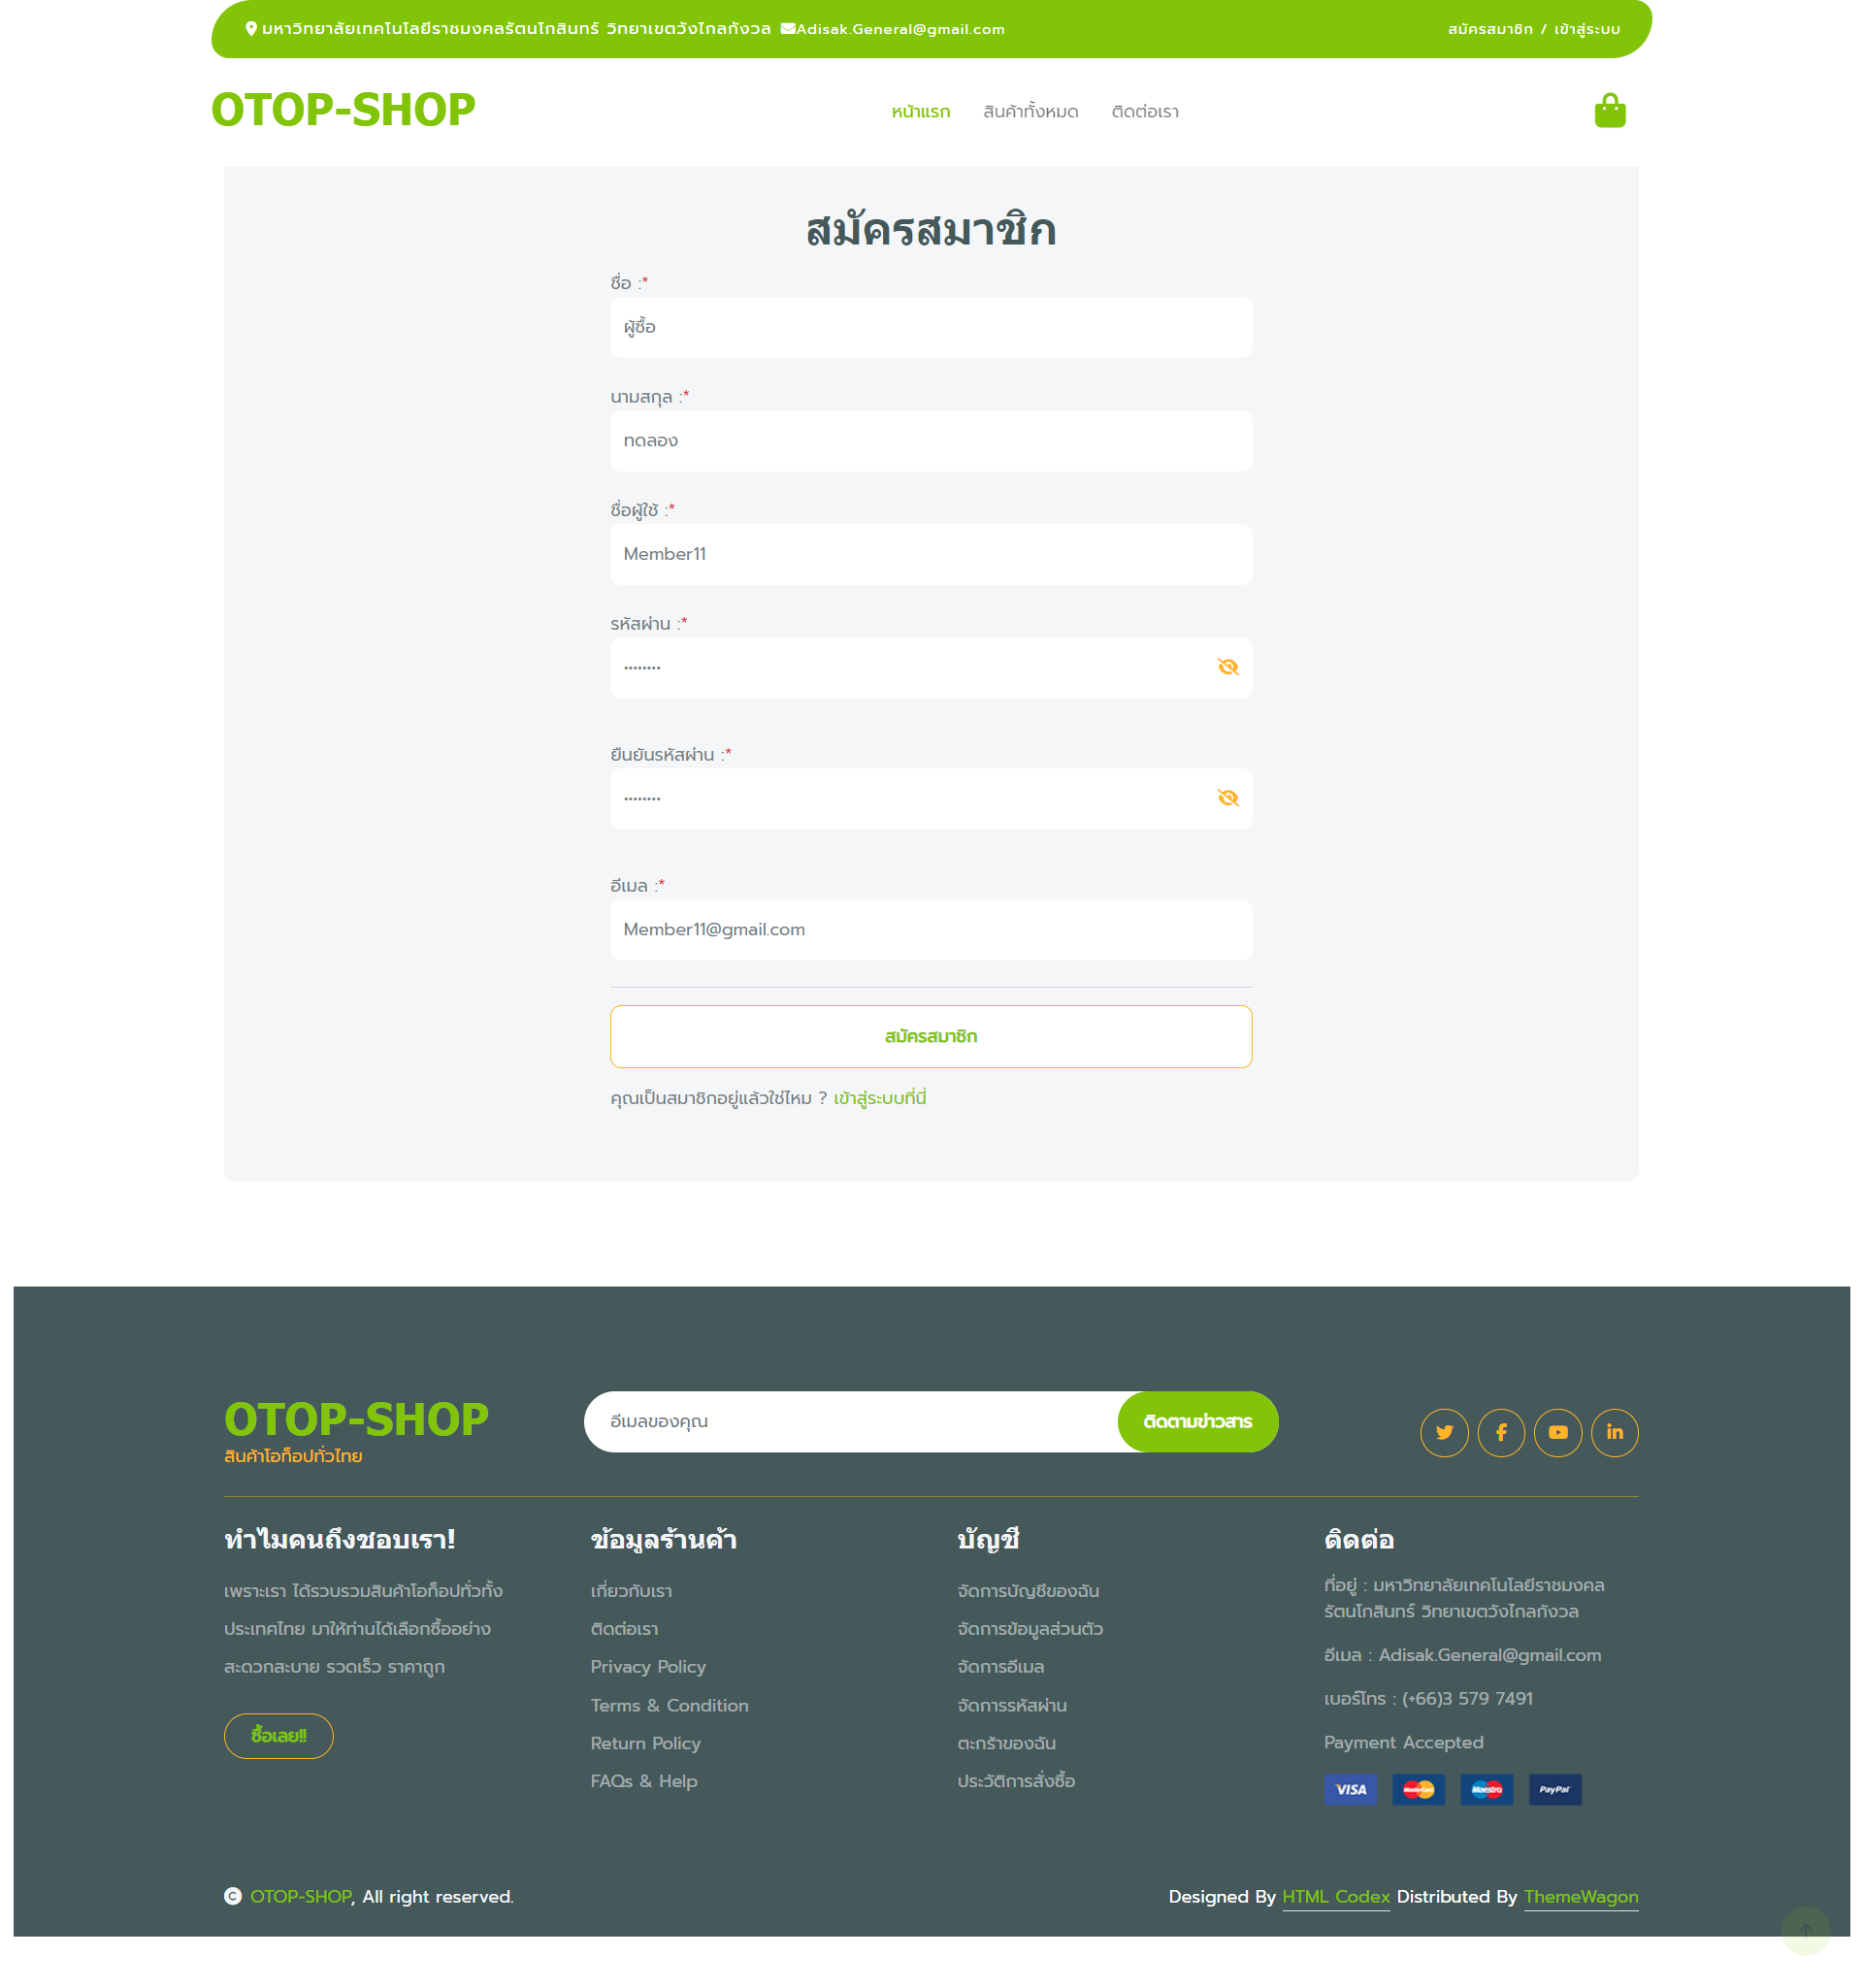 มหาวิทยาลัยเทคโนโลยีราชมงคลรัตนโกสินทร์ วิทยาเขตวังไกลกังวล Adisak.General@gmail.com
สมัครสมาชิก / เข้าสู่ระบบ
OTOP-SHOP
หน้าแรก สินค้าทั้งหมด ติดต่อเรา
สมัครสมาชิก
ชื่อ :*
ผู้ซื้อ
นามสกุล :*
ทดลอง
ชื่อผู้ใช้ :*
Member11
รหัสผ่าน :*
••••••••
ยืนยันรหัสผ่าน :*
••••••••
อีเมล :*
Member11@gmail.com
สมัครสมาชิก
คุณเป็นสมาชิกอยู่แล้วใช่ไหม ? เข้าสู่ระบบที่นี่
OTOP-SHOP
สินค้าโอท็อปทั่วไทย
อีเมลของคุณ
ติดตามข่าวสาร
ทำไมคนถึงชอบเรา!
เพราะเรา ได้รวบรวมสินค้าโอท็อปทั่วทั้ง
ประเทศไทย มาให้ท่านได้เลือกซื้ออย่าง
สะดวกสะบาย รวดเร็ว ราคาถูก
ซื้อเลย!!
ข้อมูลร้านค้า
เกี่ยวกับเรา
ติดต่อเรา
Privacy Policy
Terms & Condition
Return Policy
FAQs & Help
บัญชี
จัดการบัญชีของฉัน
จัดการข้อมูลส่วนตัว
จัดการอีเมล
จัดการรหัสผ่าน
ตะกร้าของฉัน
ประวัติการสั่งซื้อ
ติดต่อ
ที่อยู่ : มหาวิทยาลัยเทคโนโลยีราชมงคล
รัตนโกสินทร์ วิทยาเขตวังไกลกังวล
อีเมล : Adisak.General@gmail.com
เบอร์โทร : (+66)3 579 7491
Payment Accepted
VISA MasterCard Maestro PayPal
© OTOP-SHOP, All right reserved.
Designed By HTML Codex Distributed By ThemeWagon